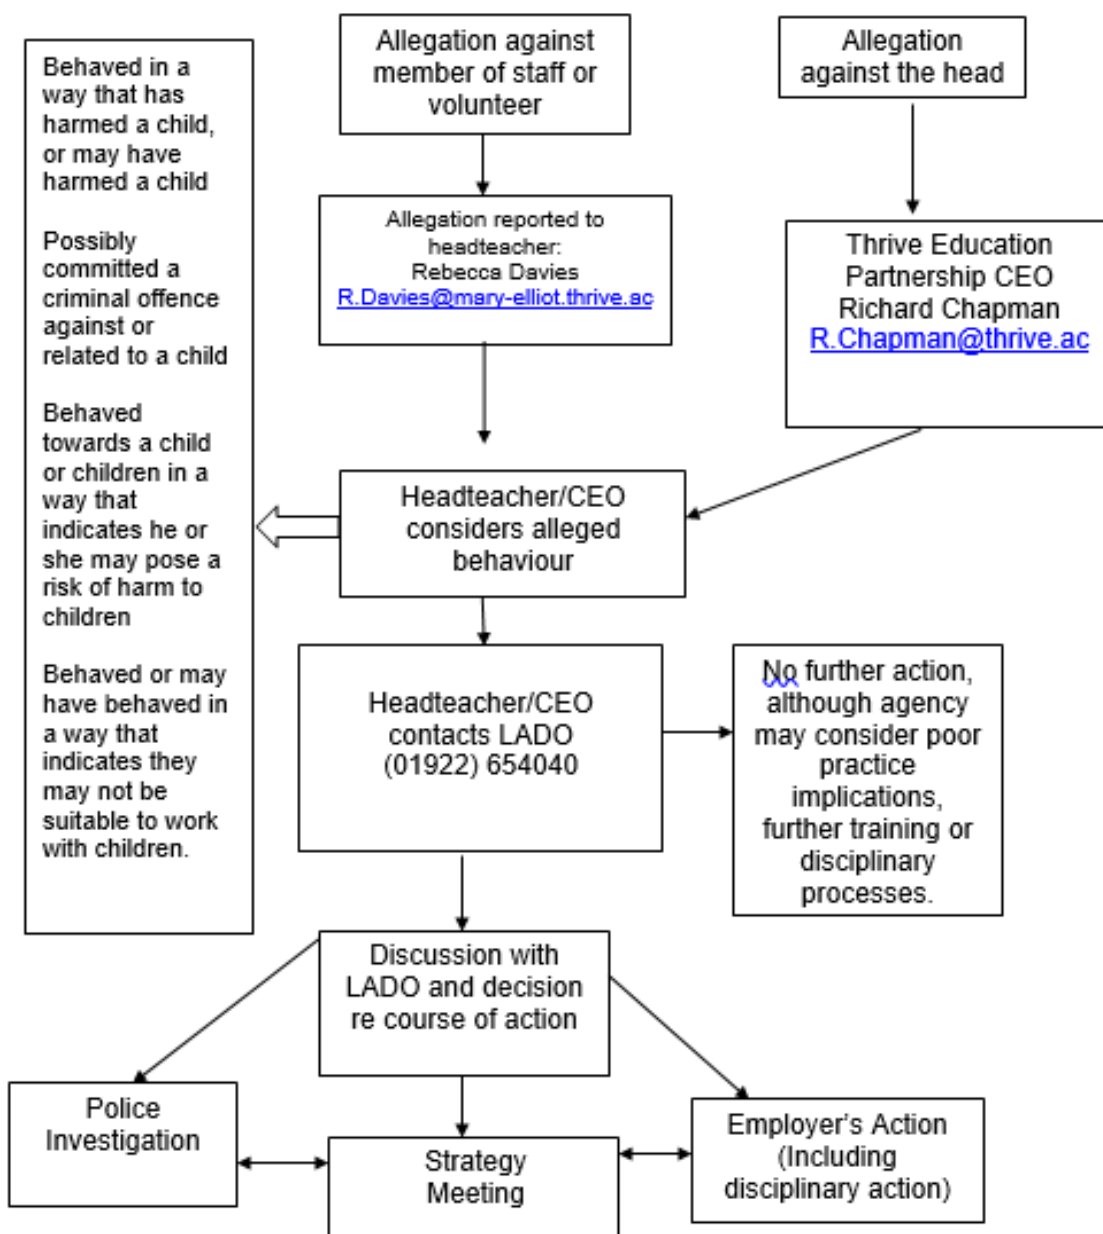 Allegation against
member of staff or
volunteer
Allegation
against the head
Behaved in a
way that has
harmed a child,
or may have
harmed a child
Possibly
committed a
criminal offence
against or
related to a child
Behaved
towards a child
or children in a
way that
indicates he or
she may pose a
risk of harm to
children
Behaved or may
have behaved in
a way that
indicates they
may not be
suitable to work
with children.
Allegation reported to
headteacher:
Rebecca Davies
R.Davies@mary-elliot.thrive.ac
Thrive Education
Partnership CEO
Richard Chapman
R.Chapman@thrive.ac
Headteacher/CEO
considers alleged
behaviour
Headteacher/CEO
contacts LADO
(01922) 654040
No further action,
although agency
may consider poor
practice
implications,
further training or
disciplinary
processes.
Discussion with
LADO and decision
re course of action
Police
Investigation
Strategy
Meeting
Employer's Action
(Including
disciplinary action)